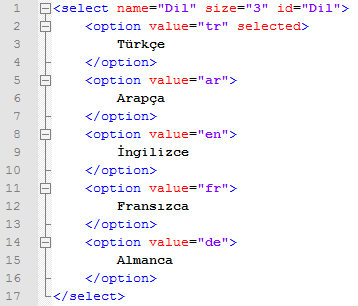 1 <select name="Dil" size="3" id="Dil">
2 <option value="tr" selected>
3 Türkçe
4 </option>
5 <option value="ar">
6 Arapça
7 </option>
8 <option value="en">
9 İngilizce
10 </option>
11 <option value="fr">
12 Fransızca
13 </option>
14 <option value="de">
15 Almanca
16 </option>
17 </select>